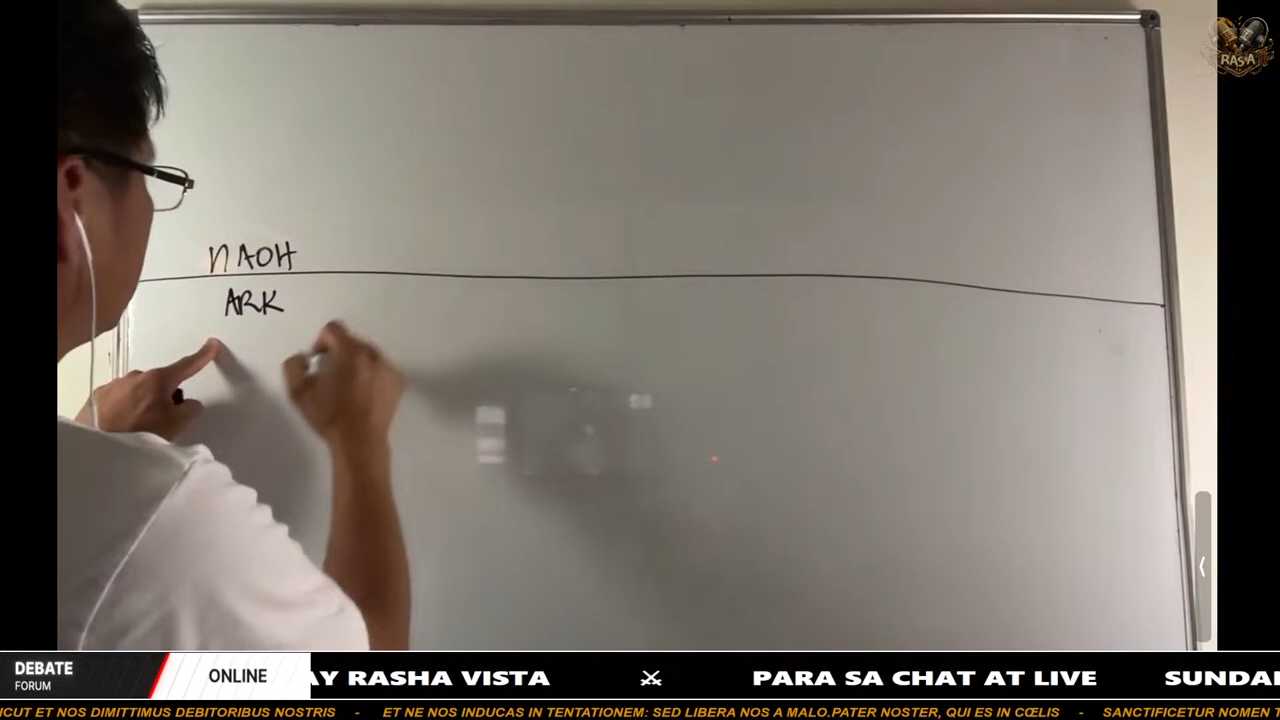 RASA
nAOH
ARK
DEBATE
FORUM
ONLINE
AY RASHA VISTA
PARA SA CHAT AT LIVE
SUNDA
ICUT ET NOS DIMITTIMUS DEBITORIBUS NOSTRIS - ET NE NOS INDUCAS IN TENTATIONEM: SED LIBERA NOS A MALO.PATER NOSTER, QUI ES IN CŒLIS - SANCTIFICETUR NOMEN T